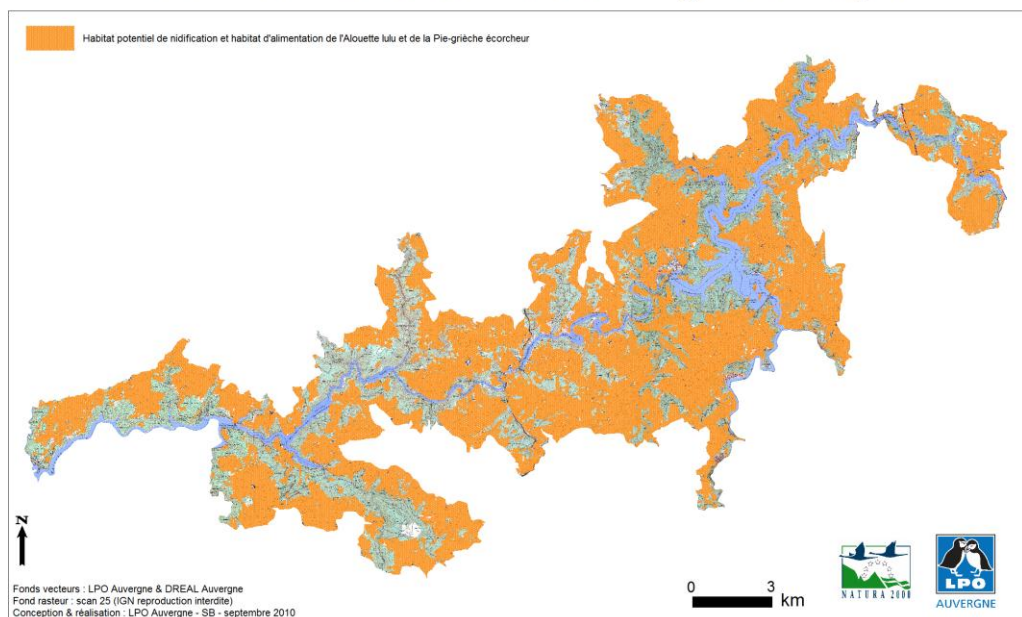 Habitat potentiel de nidification et habitat d'alimentation de l'Alouette lulu et de la Pie-grièche écorcheur
N
Fonds vecteurs : LPO Auvergne & DREAL Auvergne
Fond rasteur : scan 25 (IGN reproduction interdite)
Conception & réalisation : LPO Auvergne - SB - septembre 2010
0 3
km
NATURA 2000
LPO
AUVERGNE